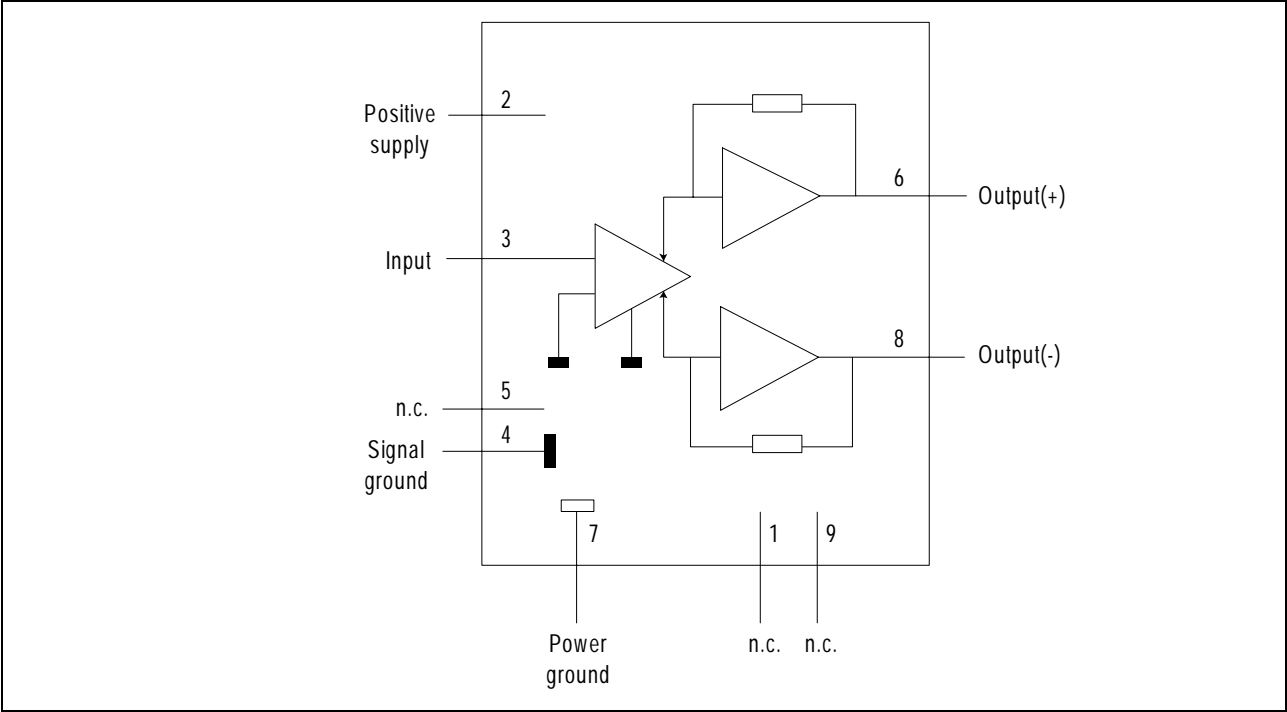 2
Positive
supply
6
Output(+)
3
Input
8
Output(-)
5
n.c.
4
Signal
ground
7
1
9
Power
ground
n.c.
n.c.